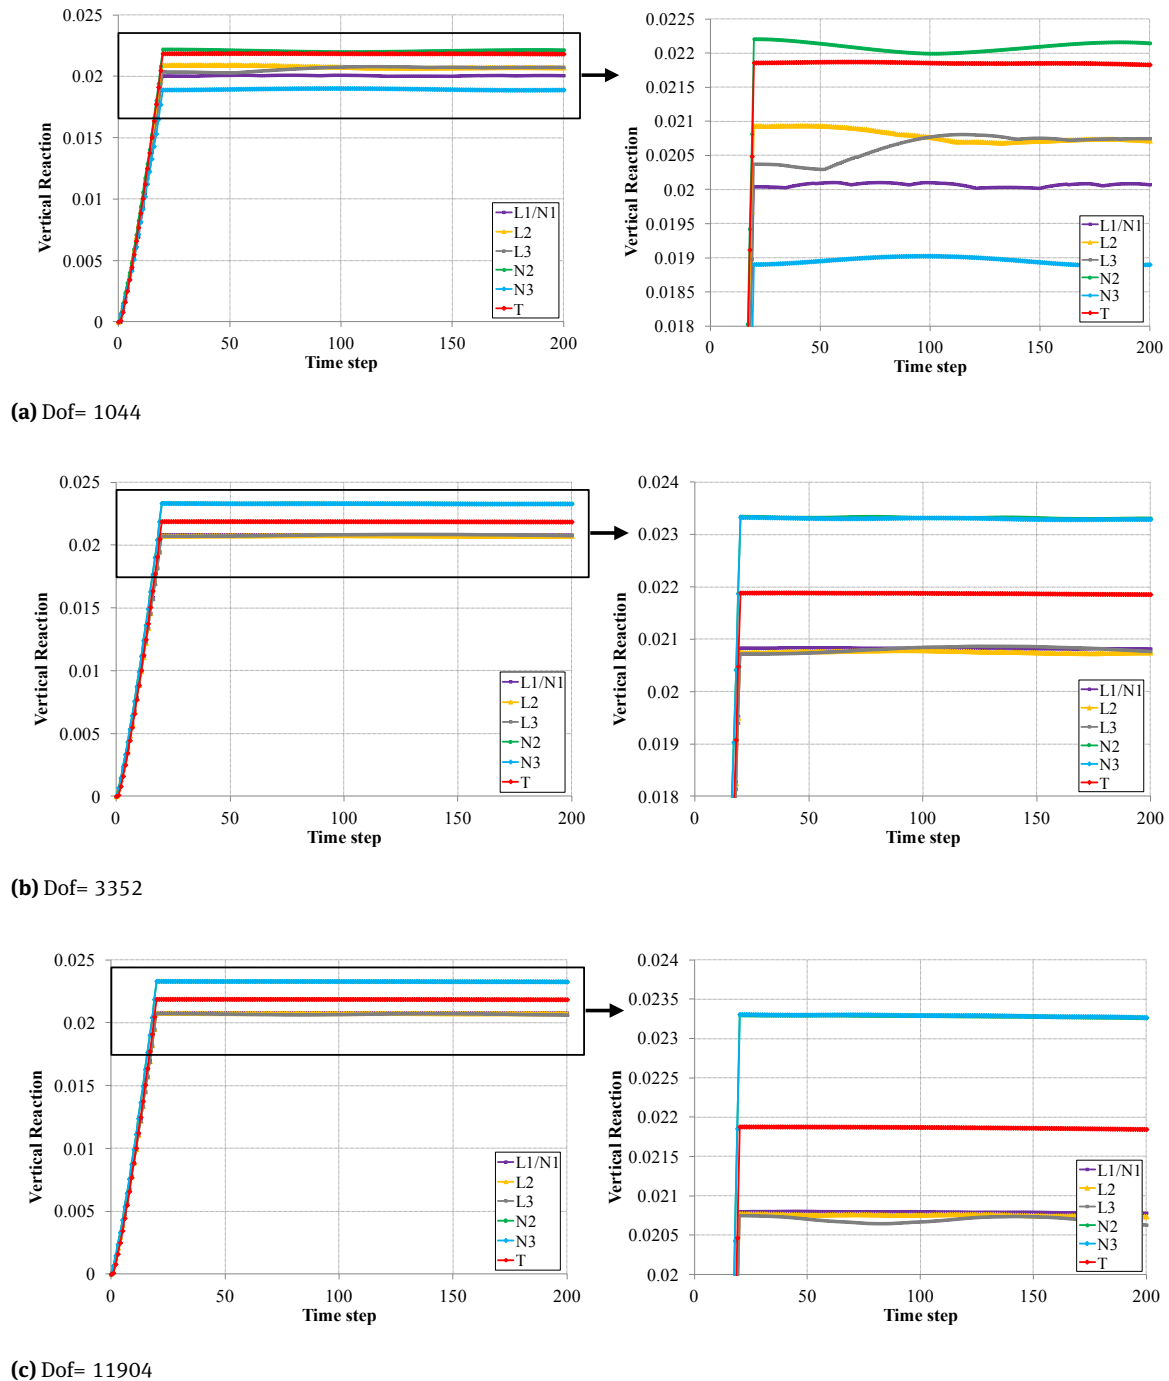 0.025
0.02
0.015
0.01
0.005
0
Vertical Reaction
0 50 100 150 200
Time step
L1/N1
L2
L3
N2
N3
T
0.0225
0.022
0.0215
0.021
0.0205
0.02
0.0195
0.019
0.0185
0.018
Vertical Reaction
0 50 100 150 200
Time step
L1/N1
L2
L3
N2
N3
T
(a) Dof= 1044
0.025
0.02
0.015
0.01
0.005
0
Vertical Reaction
0 50 100 150 200
Time step
L1/N1
L2
L3
N2
N3
T
0.024
0.023
0.022
0.021
0.02
0.019
0.018
Vertical Reaction
0 50 100 150 200
Time step
L1/N1
L2
L3
N2
N3
T
(b) Dof= 3352
0.025
0.02
0.015
0.01
0.005
0
Vertical Reaction
0 50 100 150 200
Time step
L1/N1
L2
L3
N2
N3
T
0.024
0.0235
0.023
0.0225
0.022
0.0215
0.021
0.0205
0.02
Vertical Reaction
0 50 100 150 200
Time step
L1/N1
L2
L3
N2
N3
T
(c) Dof= 11904